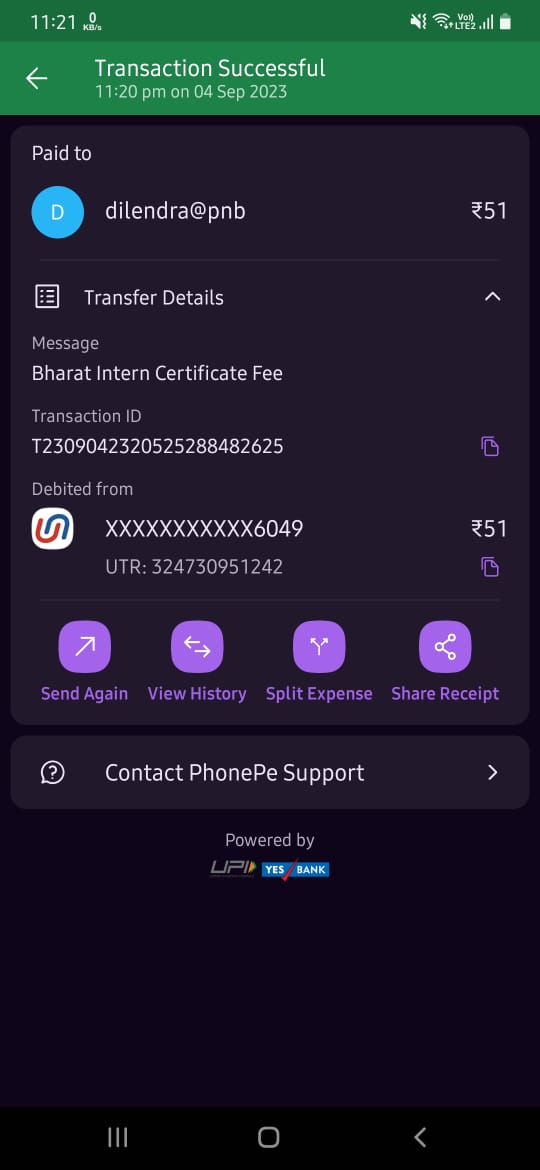 11:21 0 KB/s Vo)) LTE2
Transaction Successful
11:20 pm on 04 Sep 2023
Paid to
D dilendra@pnb ₹51
Transfer Details
Message
Bharat Intern Certificate Fee
Transaction ID
T2309042320525288482625
Debited from
XXXXXXXXXXX6049 ₹51
UTR: 324730951242
Send Again View History Split Expense Share Receipt
Contact PhonePe Support
Powered by
UPI YES BANK